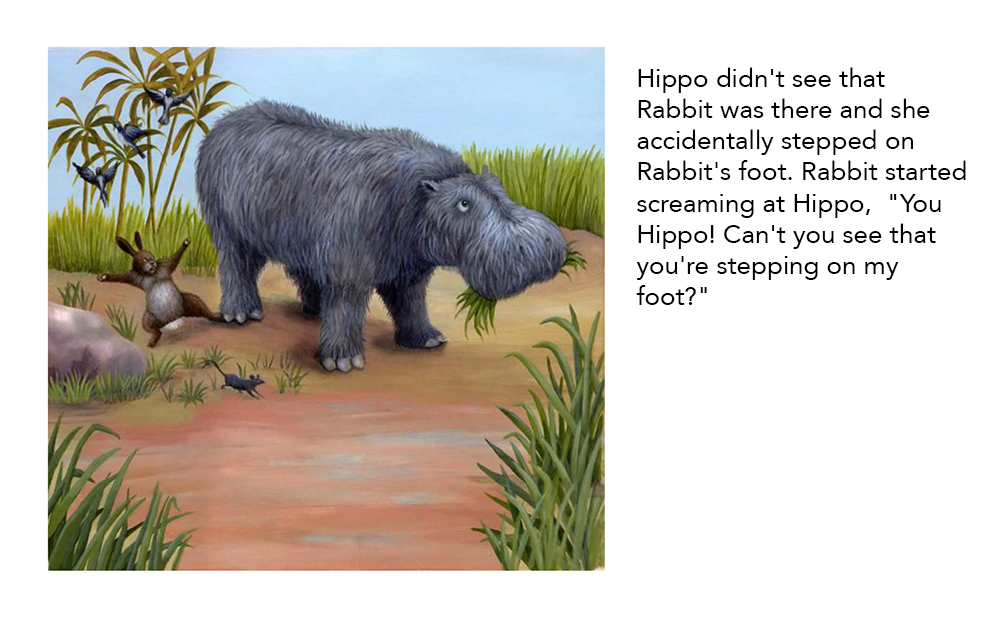 Hippo didn't see that
Rabbit was there and she
accidentally stepped on
Rabbit's foot. Rabbit started
screaming at Hippo,  "You
Hippo! Can't you see that
you're stepping on my
foot?"